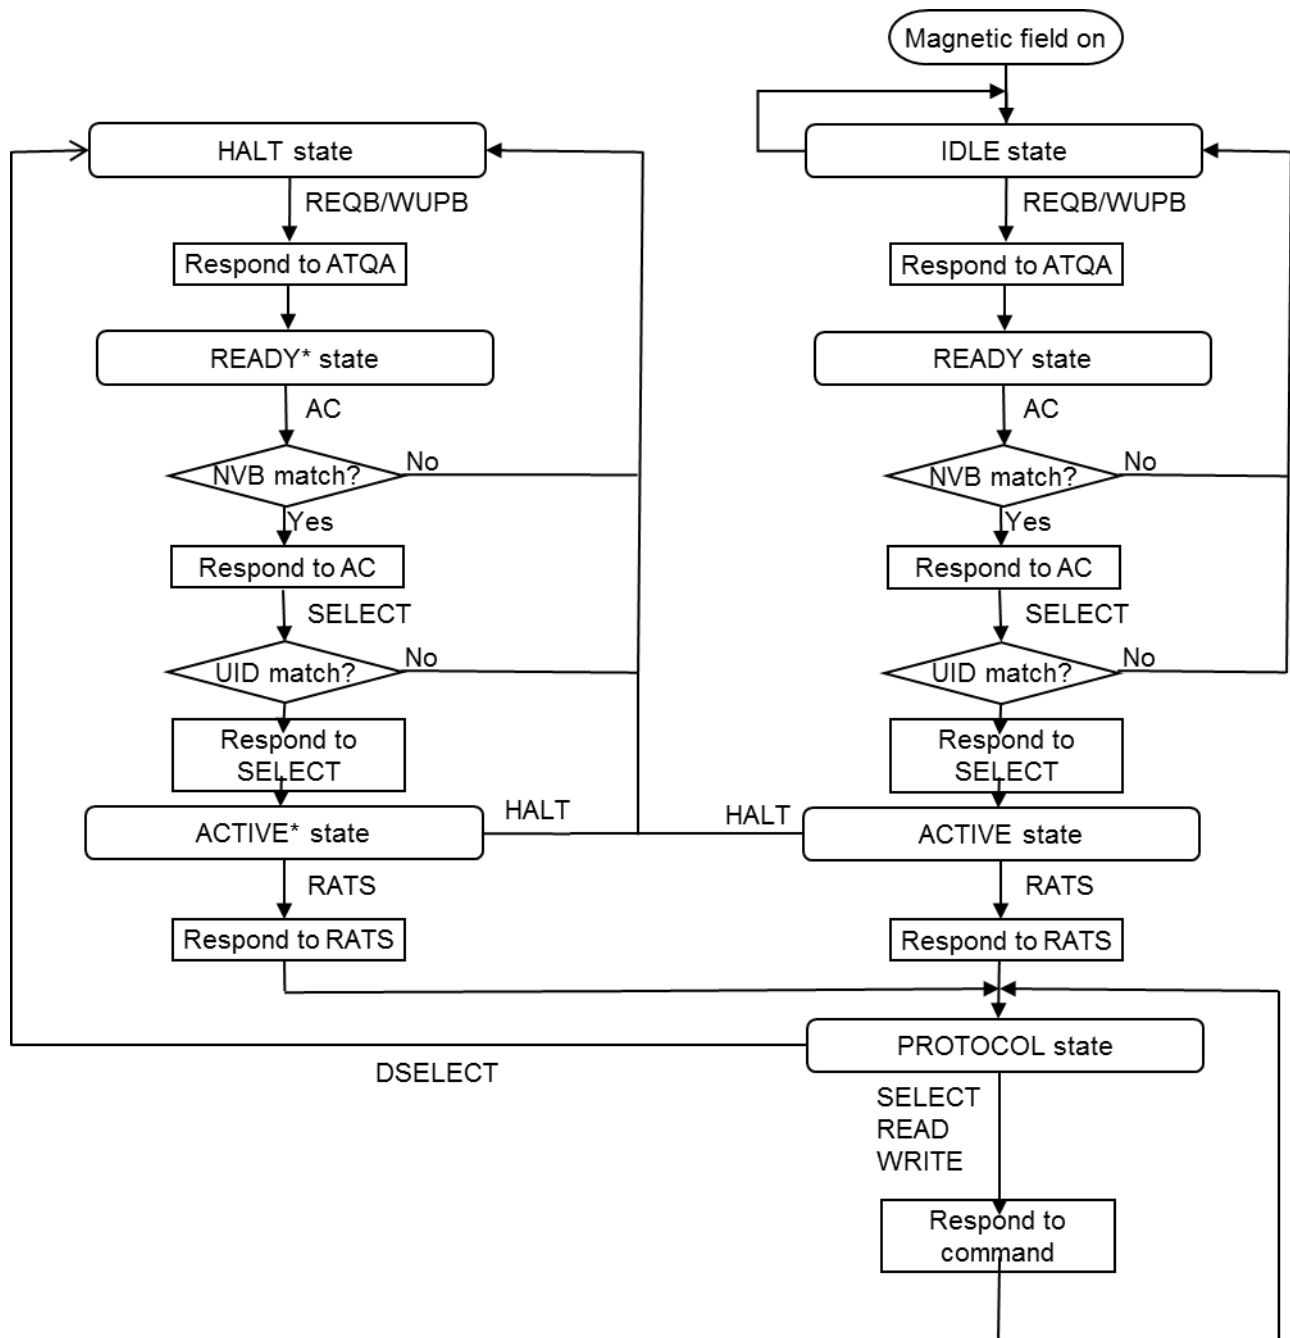 Magnetic field on
HALT state
IDLE state
REQB/WUPB
REQB/WUPB
Respond to ATQA
Respond to ATQA
READY* state
READY state
AC
AC
NVB match?
No
NVB match?
No
Yes
Yes
Respond to AC
Respond to AC
SELECT
SELECT
UID match?
No
UID match?
No
Respond to
SELECT
Respond to
SELECT
ACTIVE* state
HALT
HALT
ACTIVE state
RATS
RATS
Respond to RATS
Respond to RATS
PROTOCOL state
DSELECT
SELECT
READ
WRITE
Respond to
command